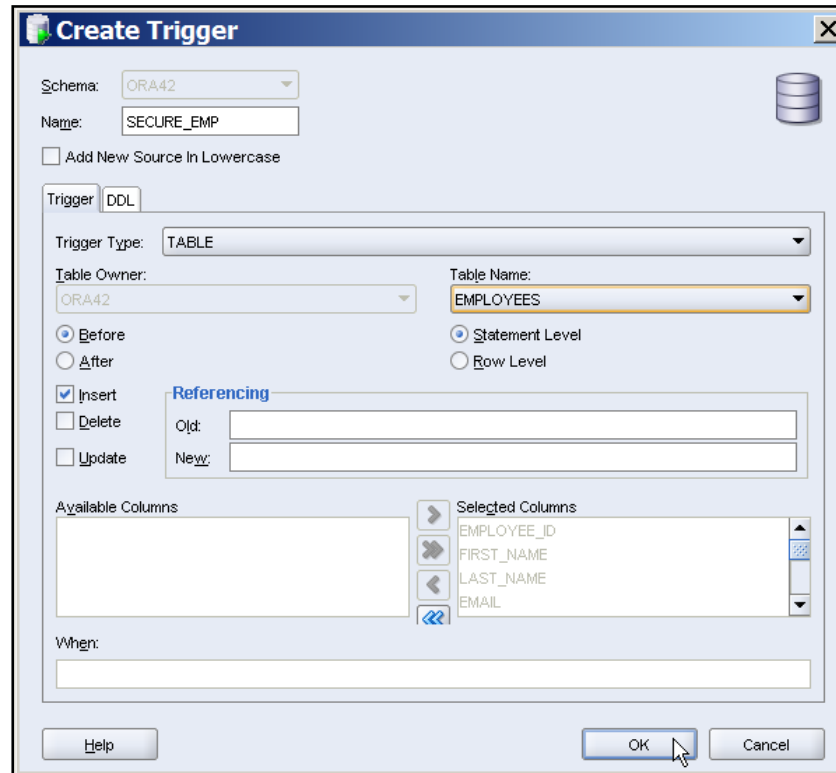 Create Trigger
Schema: ORA42
Name: SECURE_EMP
Add New Source In Lowercase
Trigger DDL
Trigger Type: TABLE
Table Owner: Table Name:
ORA42 EMPLOYEES
Before Statement Level
After Row Level
Insert Referencing
Delete Old:
Update New:
Available Columns Selected Columns
EMPLOYEE_ID
FIRST_NAME
LAST_NAME
EMAIL
When:
Help OK Cancel